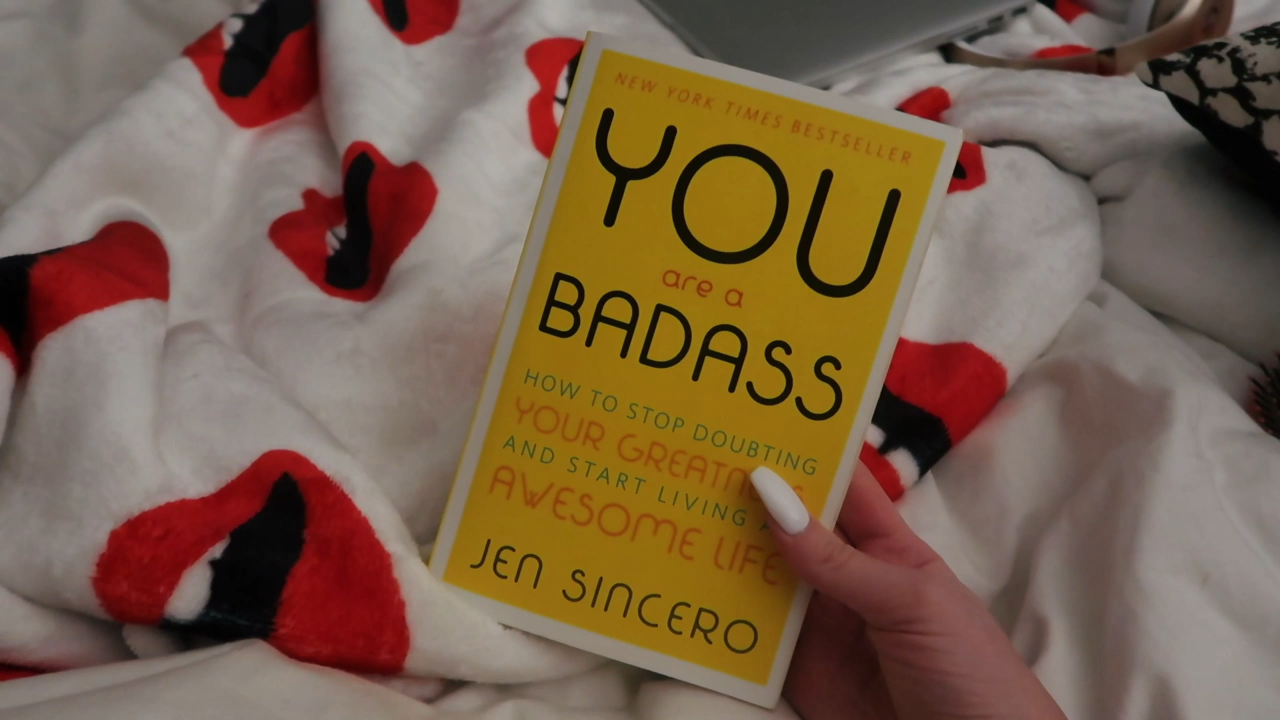 NEW YORK TIMES BESTSELLER
YOU
are a
BADASS
HOW TO STOP DOUBTING
YOUR GREATNESS
AND START LIVING A
AWESOME LIFE
JEN SINCERO